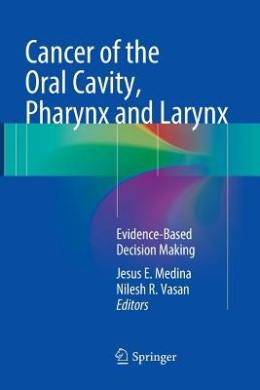 Cancer of the
Oral Cavity,
Pharynx and Larynx
Evidence-Based
Decision Making
Jesus E. Medina
Nilesh R. Vasan
Editors
Springer